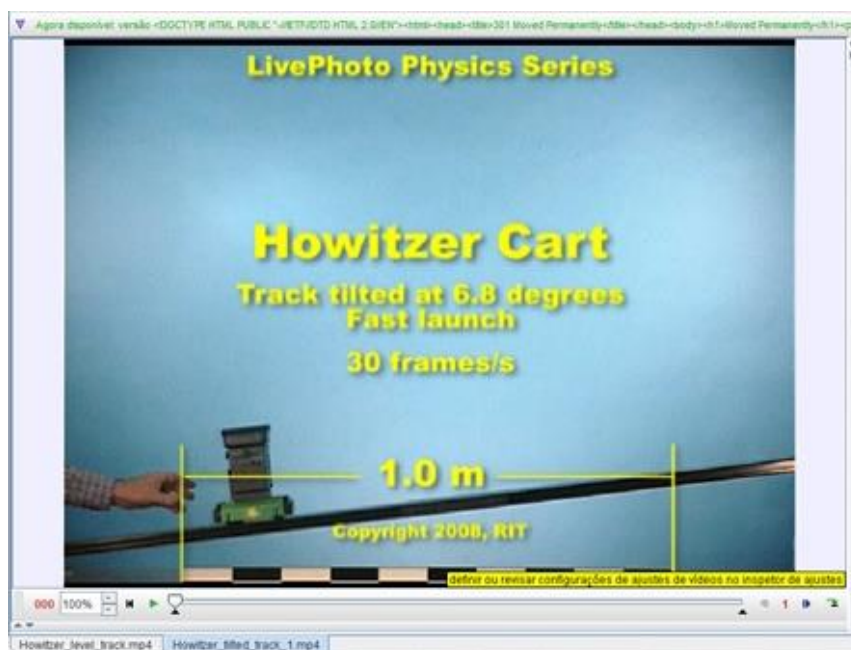 Agora disponível: versão <!DOCTYPE HTML PUBLIC "-//IETF//DTD HTML 2.0//EN"><html><head><title>301 Moved Permanently</title></head><body><h1>Moved Permanently</h1><p
LivePhoto Physics Series
Howitzer Cart
Track tilted at 6.8 degrees
Fast launch
30 frames/s
1.0 m
Copyright 2008, RIT
definir ou revisar configurações de ajustes de vídeos no inspetor de ajustes
000 100% 1
Howitzer_level_track.mp4 Howitzer_tilted_track_1.mp4